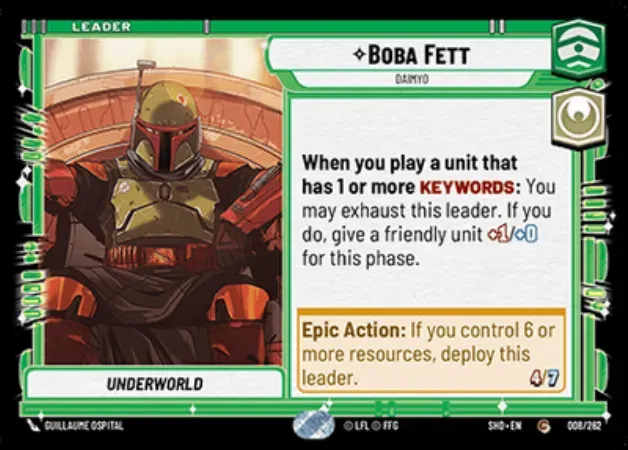 LEADER
BOBA FETT
DAIMYO
When you play a unit that
has 1 or more KEYWORDS: You
may exhaust this leader. If you
do, give a friendly unit +1/+0
for this phase.
Epic Action: If you control 6 or
more resources, deploy this
leader.
4/7
UNDERWORLD
GUILLAUME OSPITAL
© LFL © FFG
SHD • EN
C
008/262